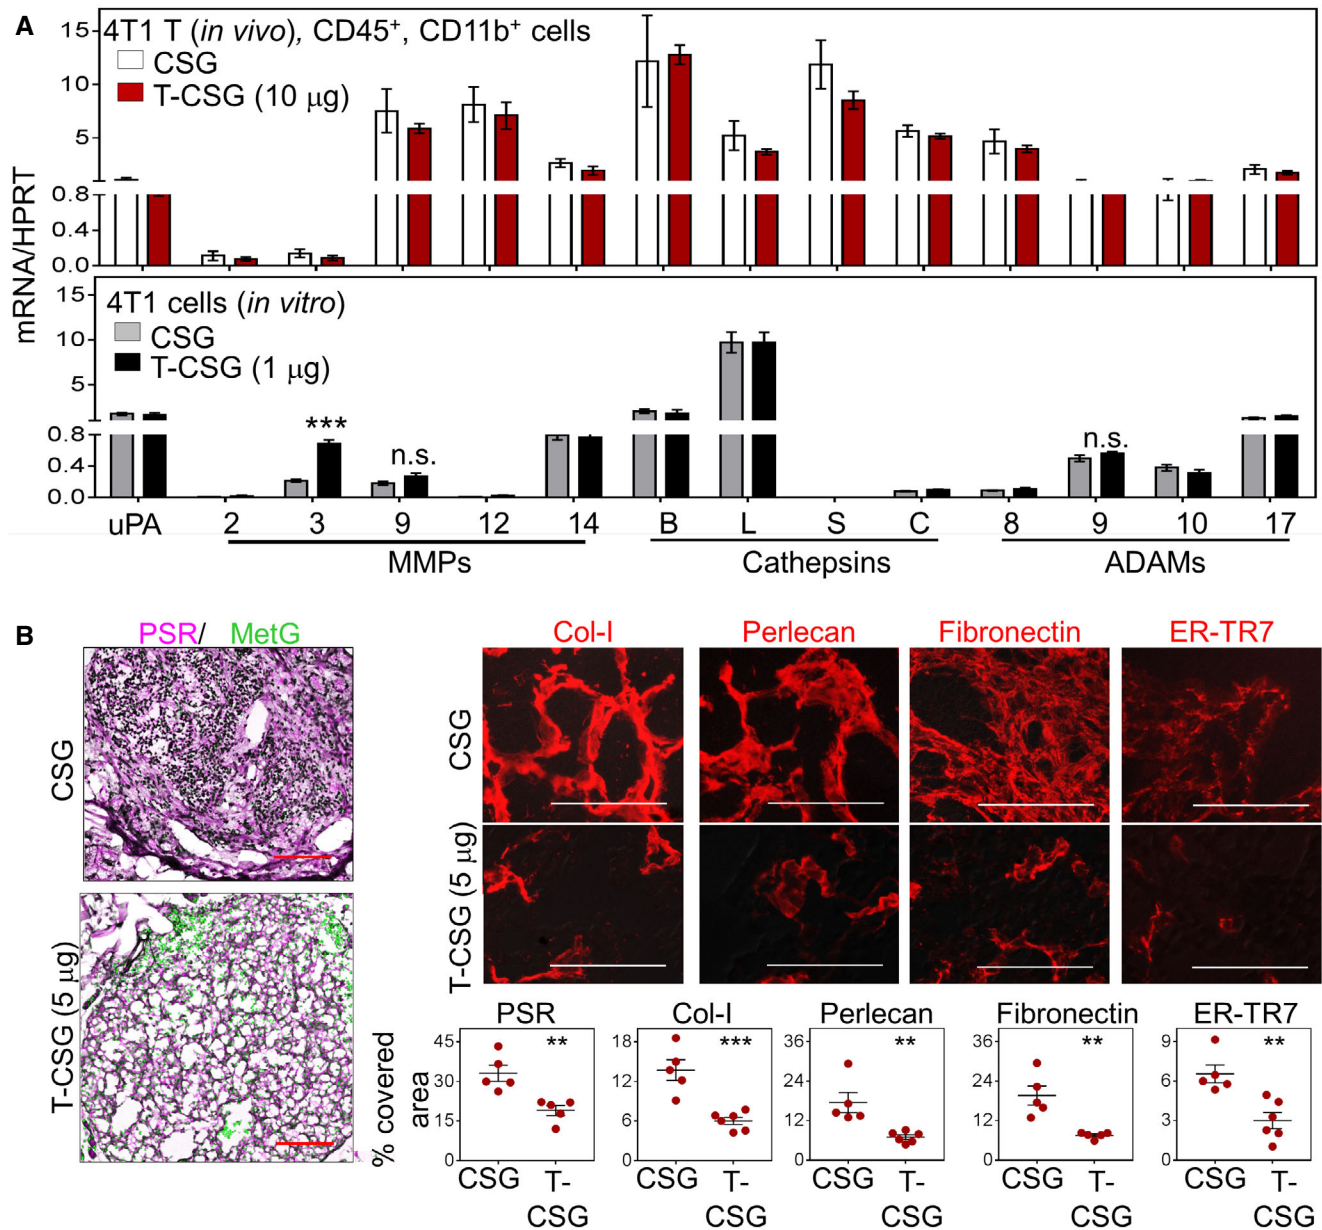 A
4T1 T (in vivo), CD45⁺, CD11b⁺ cells
CSG
T-CSG (10 μg)
15
10
5
0.8
0.4
0.0
mRNA/HPRT
4T1 cells (in vitro)
CSG
T-CSG (1 μg)
15
10
5
0.8
0.4
0.0
***
n.s.
n.s.
uPA 2 3 9 12 14 B L S C 8 9 10 17
MMPs Cathepsins ADAMs
B
PSR/ MetG
Col-I Perlecan Fibronectin ER-TR7
CSG
T-CSG (5 μg)
CSG
T-CSG (5 μg)
% covered
area
PSR Col-I Perlecan Fibronectin ER-TR7
** *** ** ** **
45 18 36 36 9
30 12 24 24 6
15 6 12 12 3
0 0 0 0 0
CSG T- CSG T- CSG T- CSG T- CSG T-
CSG CSG CSG CSG CSG